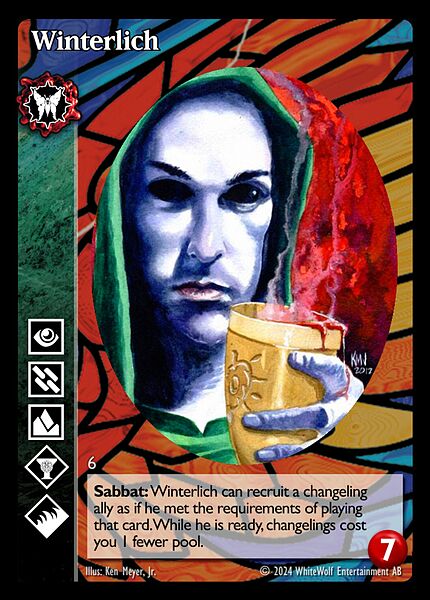 Winterlich
KMJ
2012
6
Sabbat: Winterlich can recruit a changeling
ally as if he met the requirements of playing
that card. While he is ready, changelings cost
you 1 fewer pool.
7
Illus: Ken Meyer, Jr.
© 2024 WhiteWolf Entertainment AB